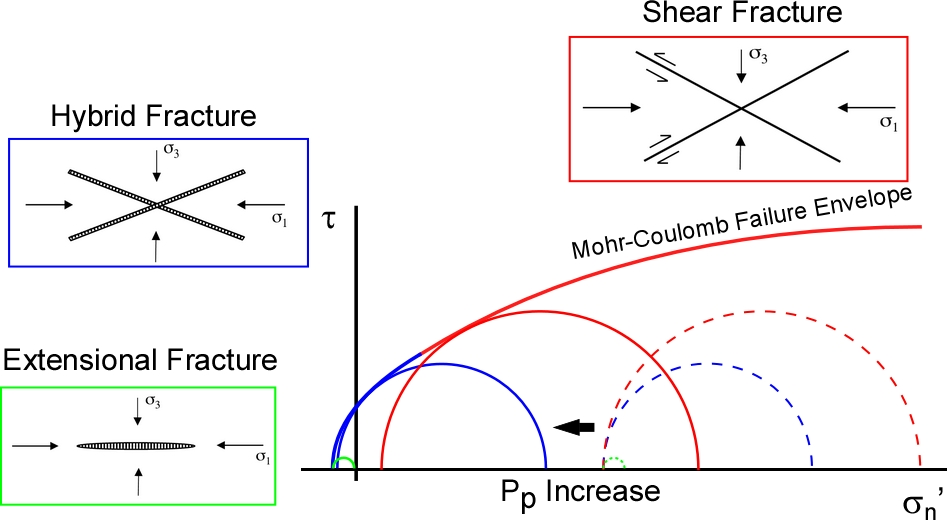 Shear Fracture
σ3
σ1
Hybrid Fracture
σ3
σ1
τ
Mohr-Coulomb Failure Envelope
Extensional Fracture
σ3
σ1
Pp Increase
σn’